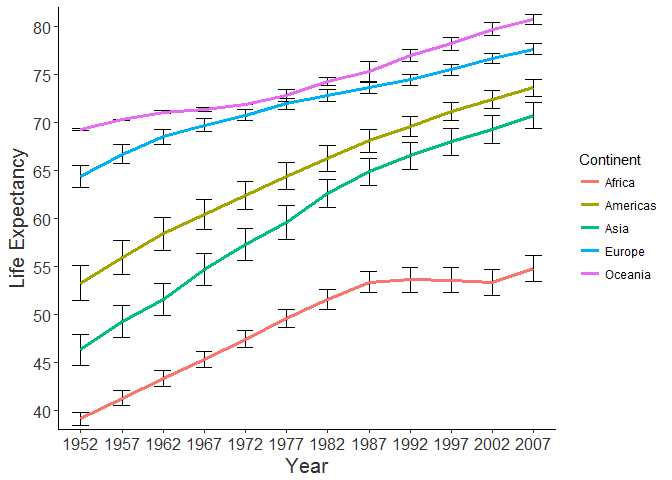 80
75
70
65
60
55
50
45
40
Life Expectancy
1952 1957 1962 1967 1972 1977 1982 1987 1992 1997 2002 2007
Year
Continent
Africa
Americas
Asia
Europe
Oceania